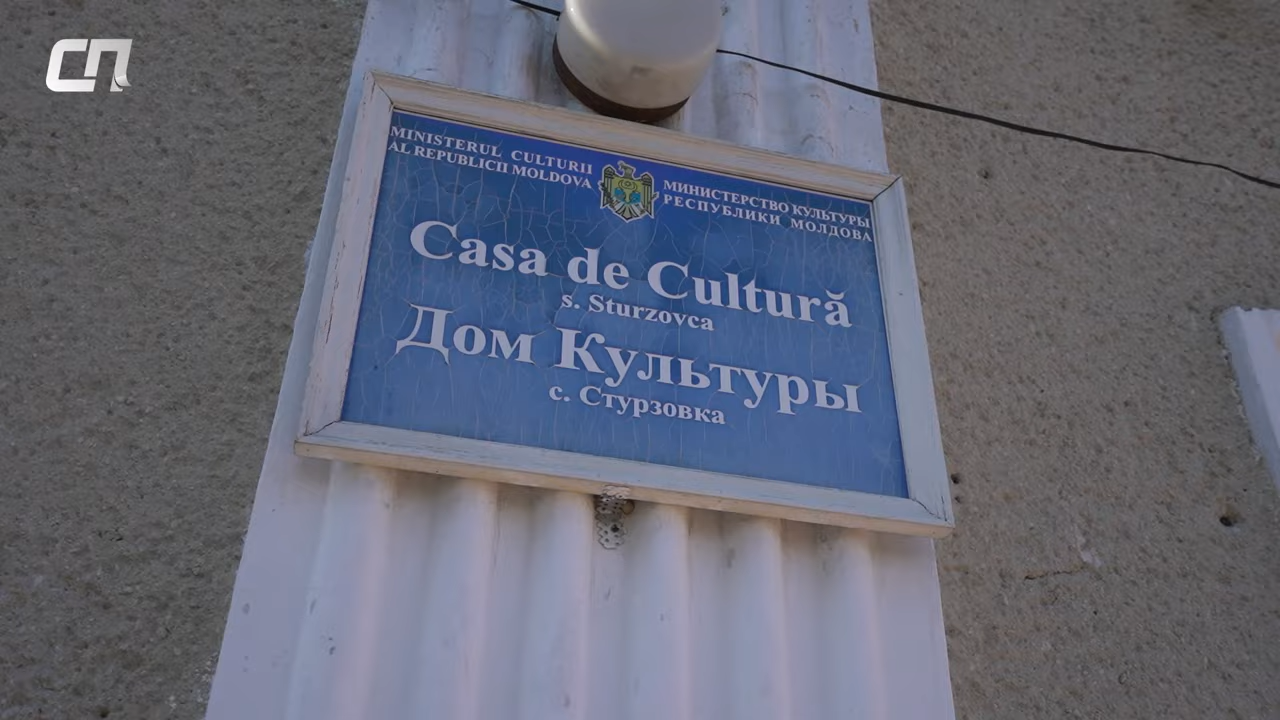 СП
MINISTERUL CULTURII
AL REPUBLICII MOLDOVA
МИНИСТЕРСТВО КУЛЬТУРЫ
РЕСПУБЛИКИ МОЛДОВА
Casa de Cultură
s. Sturzovca
Дом Культуры
с. Стурзовка